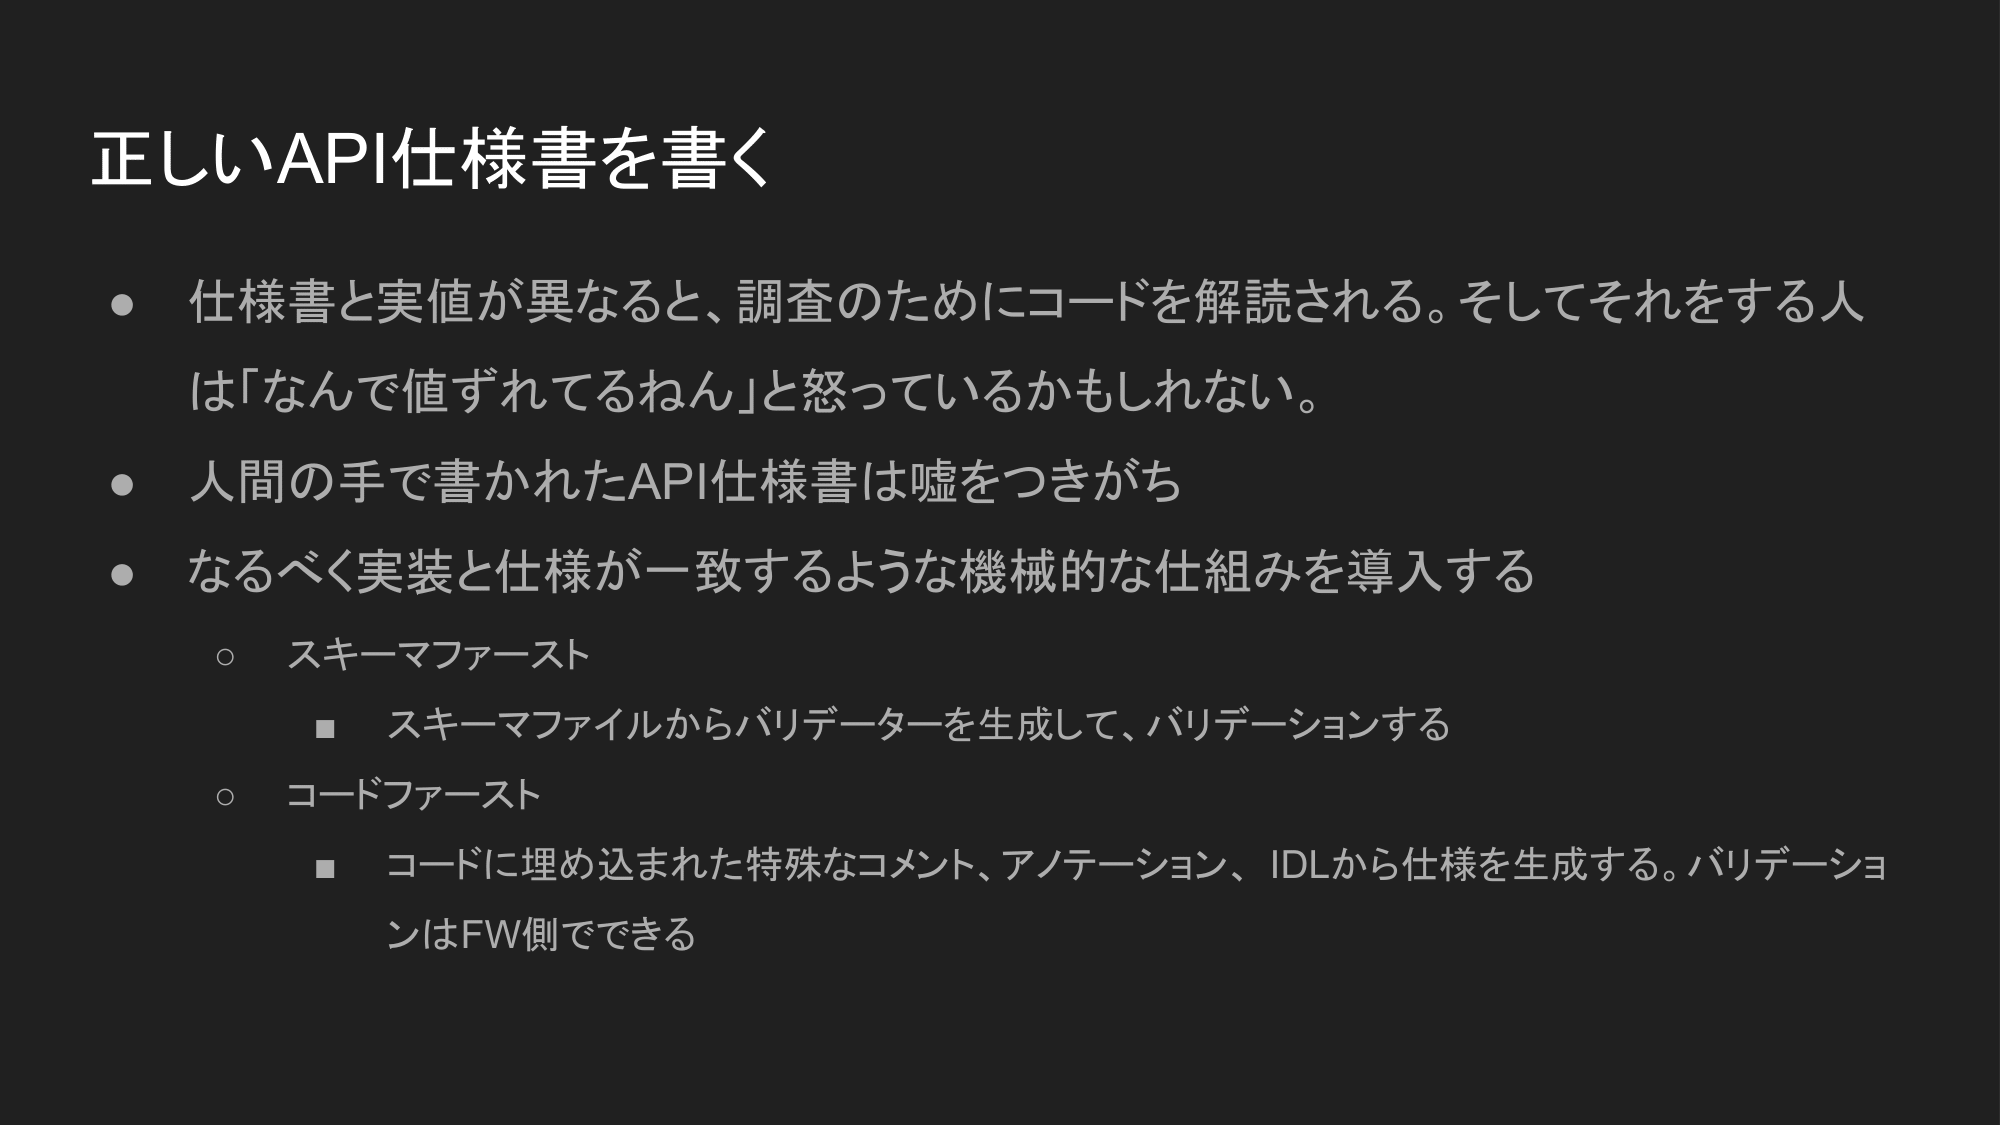 正しいAPI仕様書を書く
● 仕様書と実値が異なると、調査のためにコードを解読される。そしてそれをする人
は「なんで値ずれてるねん」と怒っているかもしれない。
● 人間の手で書かれたAPI仕様書は嘘をつきがち
● なるべく実装と仕様が一致するような機械的な仕組みを導入する
○ スキーマファースト
■ スキーマファイルからバリデーターを生成して、バリデーションする
○ コードファースト
■ コードに埋め込まれた特殊なコメント、アノテーション、IDLから仕様を生成する。バリデーショ
ンはFW側でできる